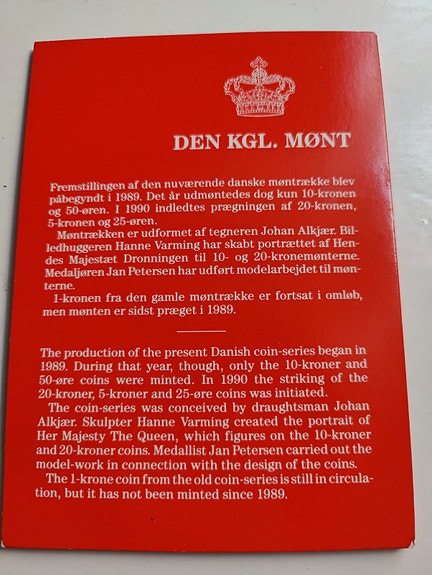 DEN KGL. MØNT
Fremstillingen af den nuværende danske møntrække blev
påbegyndt i 1989. Det år udmøntedes dog kun 10-kronen
og 50-øren. I 1990 indledtes prægningen af 20-kronen,
5-kronen og 25-øren.
Møntrækken er udformet af tegneren Johan Alkjær. Bil-
ledhuggeren Hanne Varming har skabt portrættet af Hen-
des Majestæt Dronningen til 10- og 20-kronemønterne.
Medaljøren Jan Petersen har udført modelarbejdet til møn-
terne.
1-kronen fra den gamle møntrække er fortsat i omløb,
men mønten er sidst præget i 1989.
The production of the present Danish coin-series began in
1989. During that year, though, only the 10-kroner and
50-øre coins were minted. In 1990 the striking of the
20-kroner, 5-kroner and 25-øre coins was initiated.
The coin-series was conceived by draughtsman Johan
Alkjær. Skulpter Hanne Varming created the portrait of
Her Majesty The Queen, which figures on the 10-kroner
and 20-kroner coins. Medallist Jan Petersen carried out the
model-work in connection with the design of the coins.
The 1-krone coin from the old coin-series is still in circula-
tion, but it has not been minted since 1989.